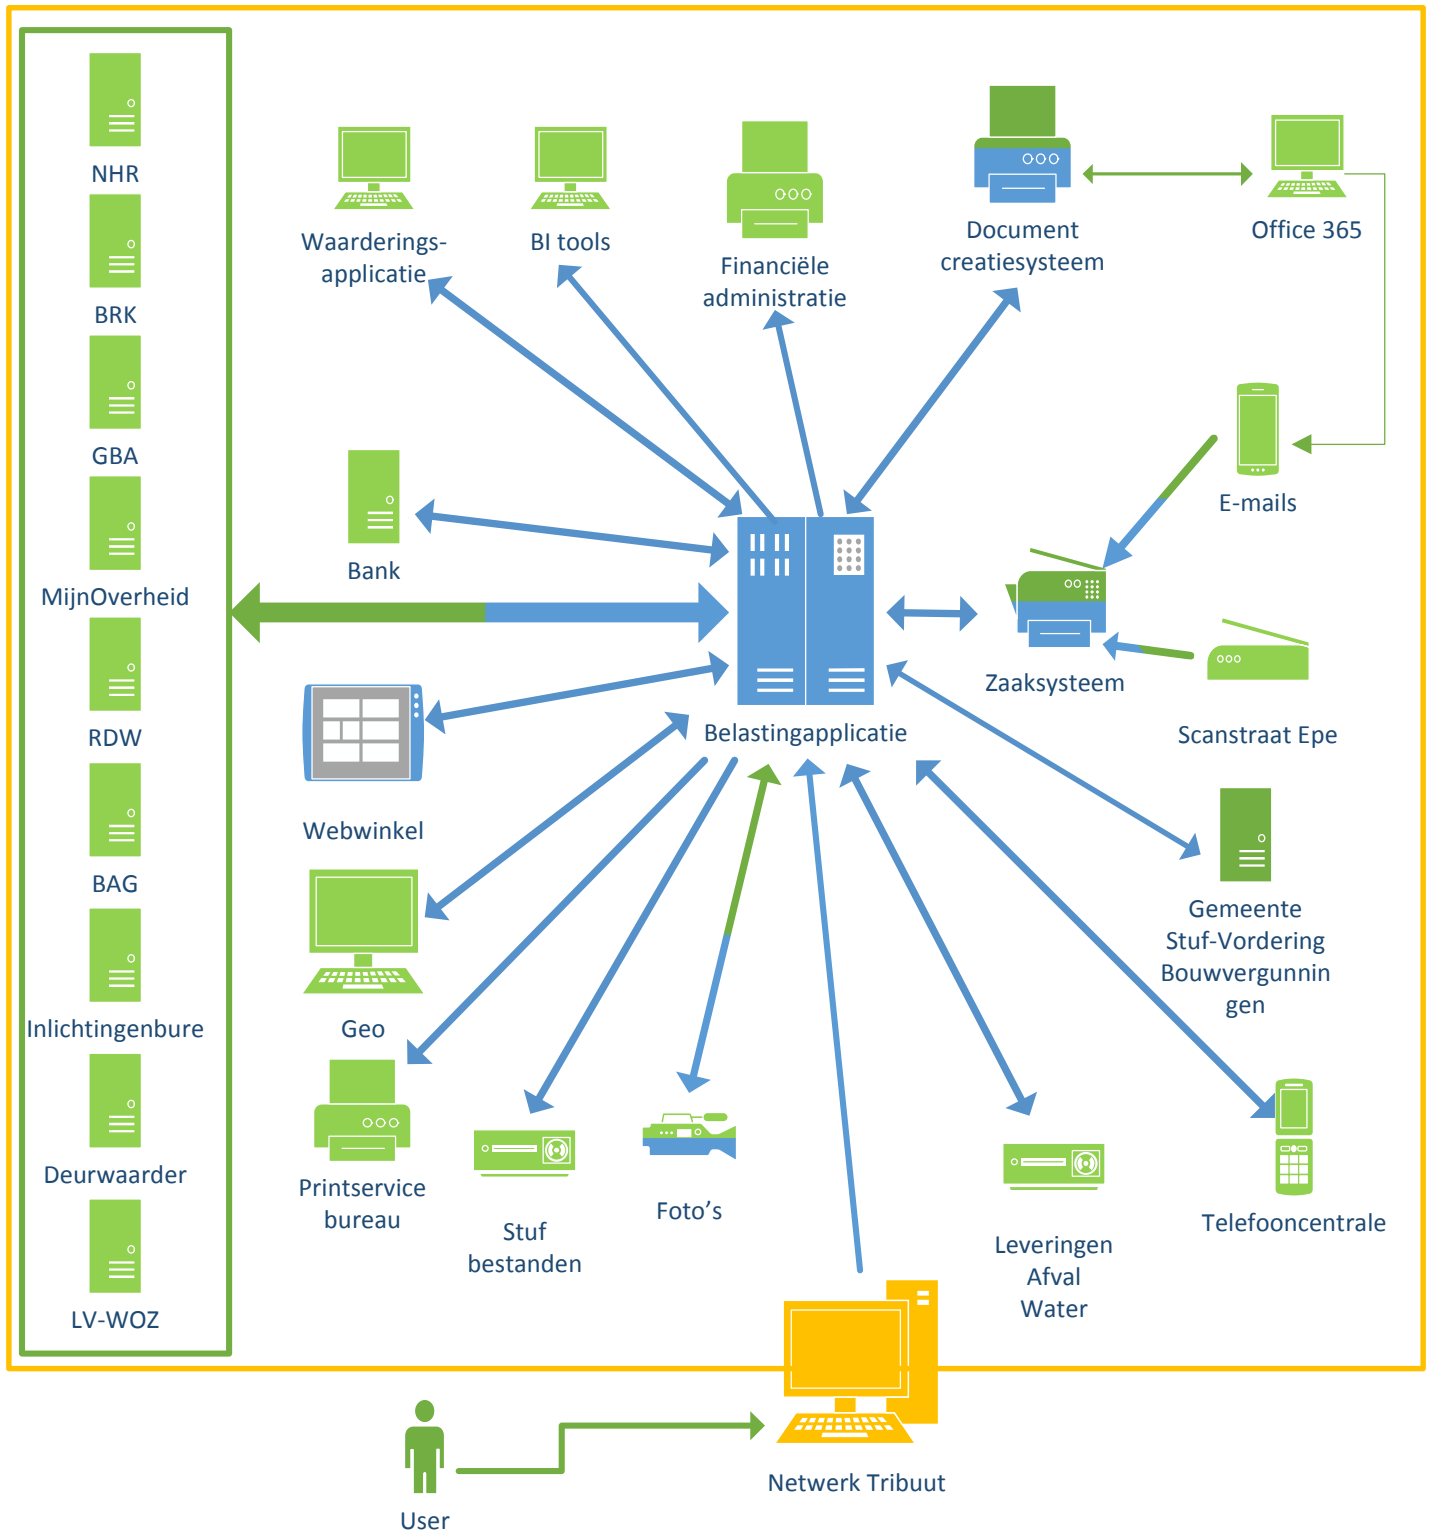 NHR
BRK
GBA
MijnOverheid
RDW
BAG
Inlichtingenbure
Deurwaarder
LV-WOZ
Waarderings-
applicatie
BI tools
Financiële
administratie
Document
creatiesysteem
Office 365
E-mails
Bank
Zaaksysteem
Scanstraat Epe
Belastingapplicatie
Webwinkel
Gemeente
Stuf-Vordering
Bouwvergunnin
gen
Geo
Printservice
bureau
Stuf
bestanden
Foto's
Leveringen
Afval
Water
Telefooncentrale
Netwerk Tribuut
User